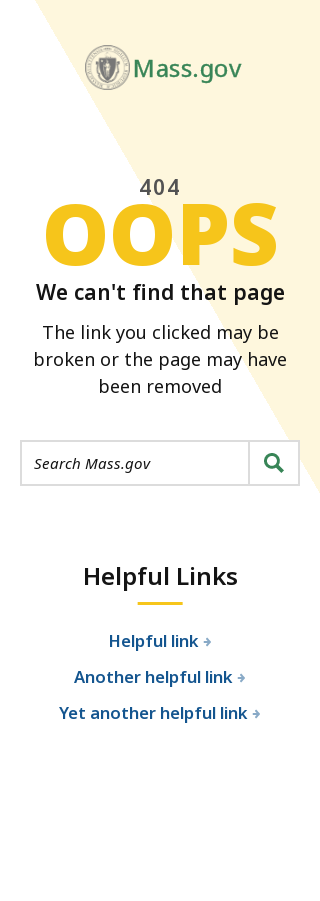 Mass.gov
404
OOPS
We can't find that page
The link you clicked may be
broken or the page may have
been removed
Search Mass.gov
Helpful Links
Helpful link
Another helpful link
Yet another helpful link